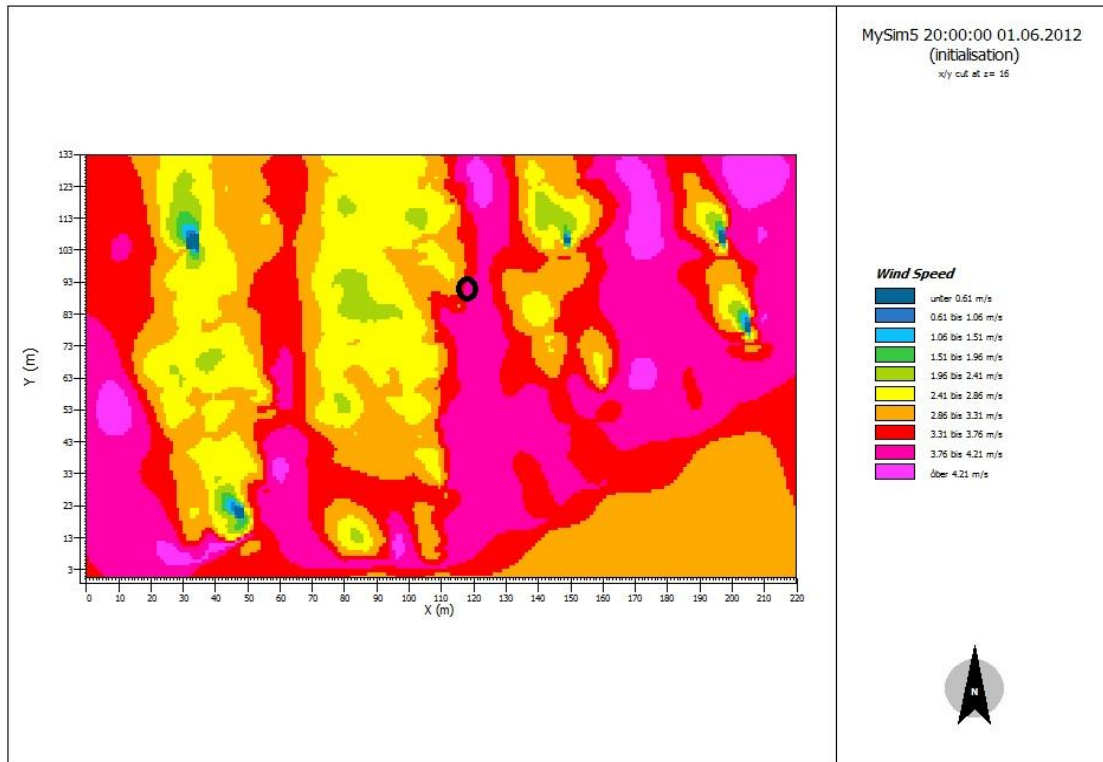 MySim5 20:00:00 01.06.2012
(initialisation)
x/y cut at z= 16
133
123
113
103
93
83
73
63
53
43
33
23
13
3
Y (m)
0 10 20 30 40 50 60 70 80 90 100 110 120 130 140 150 160 170 180 190 200 210 220
X (m)
Wind Speed
unter 0.61 m/s
0.61 bis 1.06 m/s
1.06 bis 1.51 m/s
1.51 bis 1.96 m/s
1.96 bis 2.41 m/s
2.41 bis 2.86 m/s
2.86 bis 3.31 m/s
3.31 bis 3.76 m/s
3.76 bis 4.21 m/s
őber 4.21 m/s
N